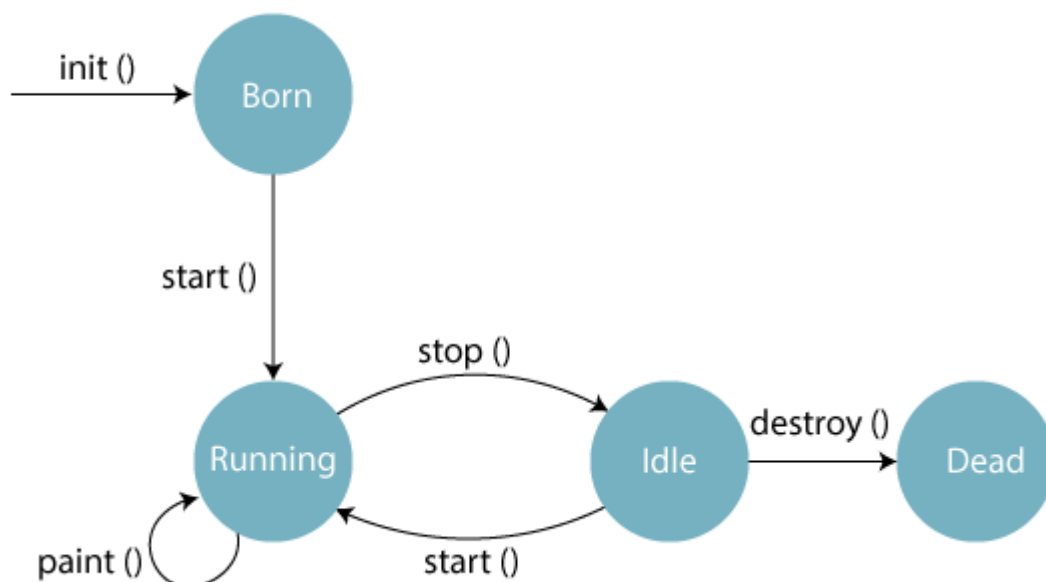 init ()
Born
start ()
stop ()
Running
Idle
destroy ()
Dead
paint ()
start ()